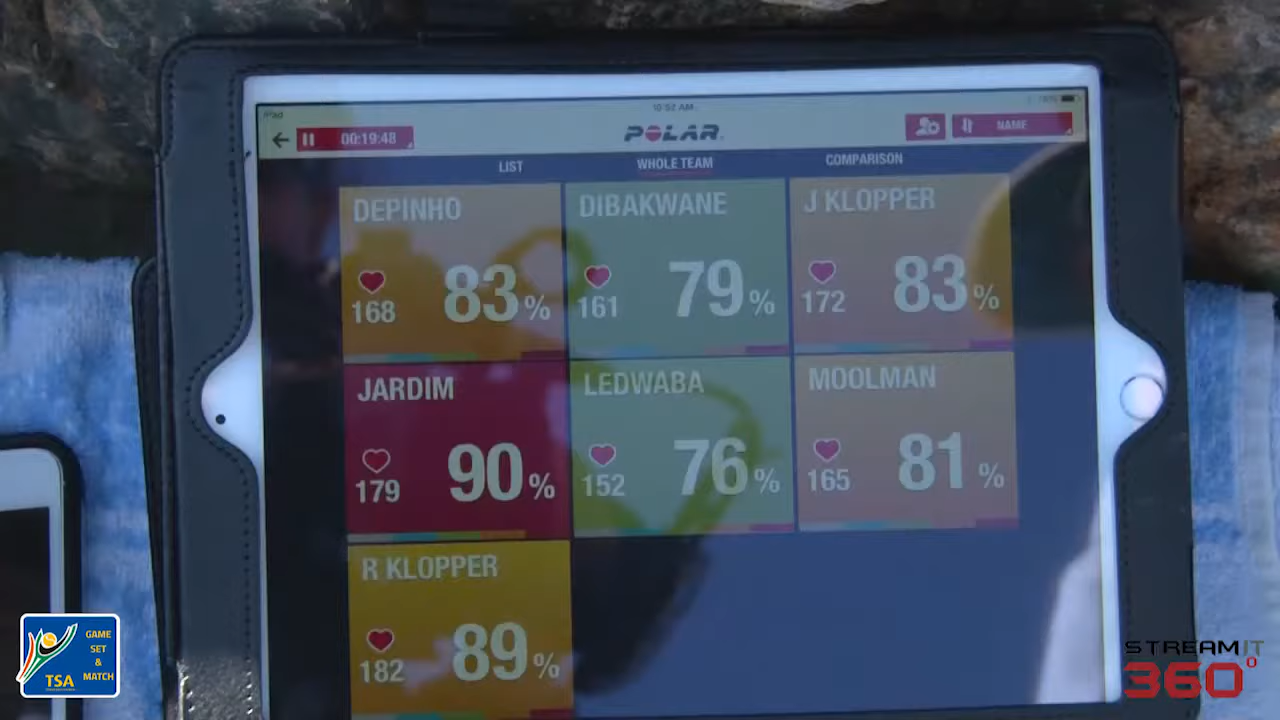 iPad
10:52 AM
00:19:48
POLAR
NAME
LIST
WHOLE TEAM
COMPARISON
DEPINHO
168
83%
DIBAKWANE
161
79%
J KLOPPER
172
83%
JARDIM
179
90%
LEDWABA
152
76%
MOOLMAN
165
81%
R KLOPPER
182
89%
GAME
SET
&
MATCH
TSA
STREAMIT
360°